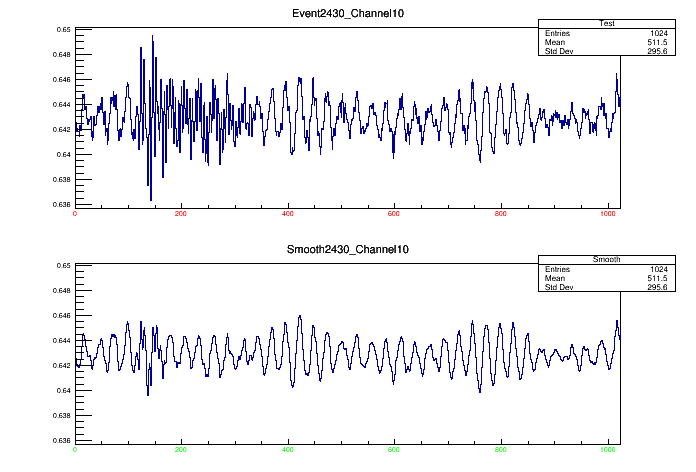 Event2430_Channel10
Test
Entries 1024
Mean 511.5
Std Dev 295.6
0.65
0.648
0.646
0.644
0.642
0.64
0.638
0.636
0 200 400 600 800 1000
Smooth2430_Channel10
Smooth
Entries 1024
Mean 511.5
Std Dev 295.6
0.65
0.648
0.646
0.644
0.642
0.64
0.638
0.636
0 200 400 600 800 1000